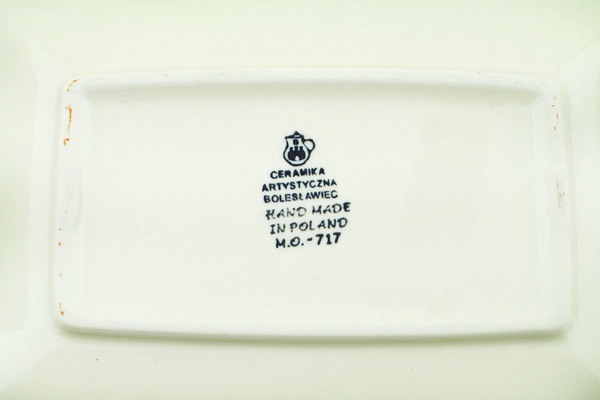 CERAMIKA
ARTYSTYCZNA
BOLESŁAWIEC
HAND MADE
IN POLAND
M.O.-717